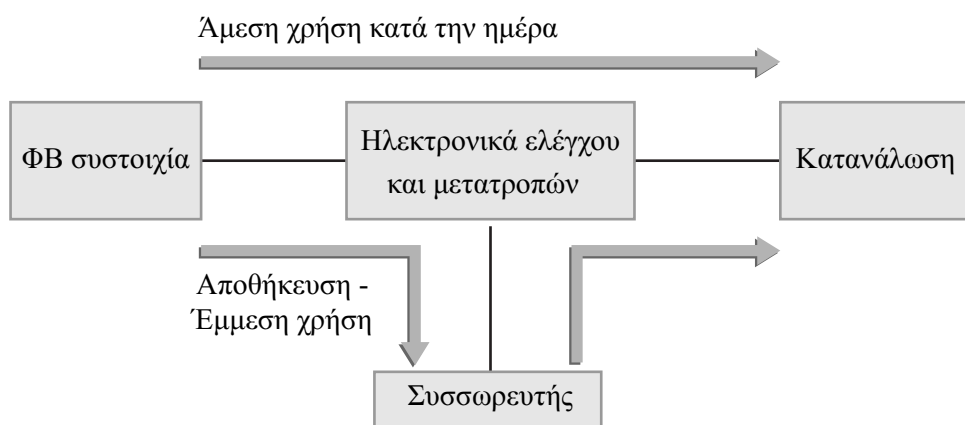 Άμεση χρήση κατά την ημέρα
ΦΒ συστοιχία
Ηλεκτρονικά ελέγχου
και μετατροπών
Κατανάλωση
Αποθήκευση -
Έμμεση χρήση
Συσσωρευτής